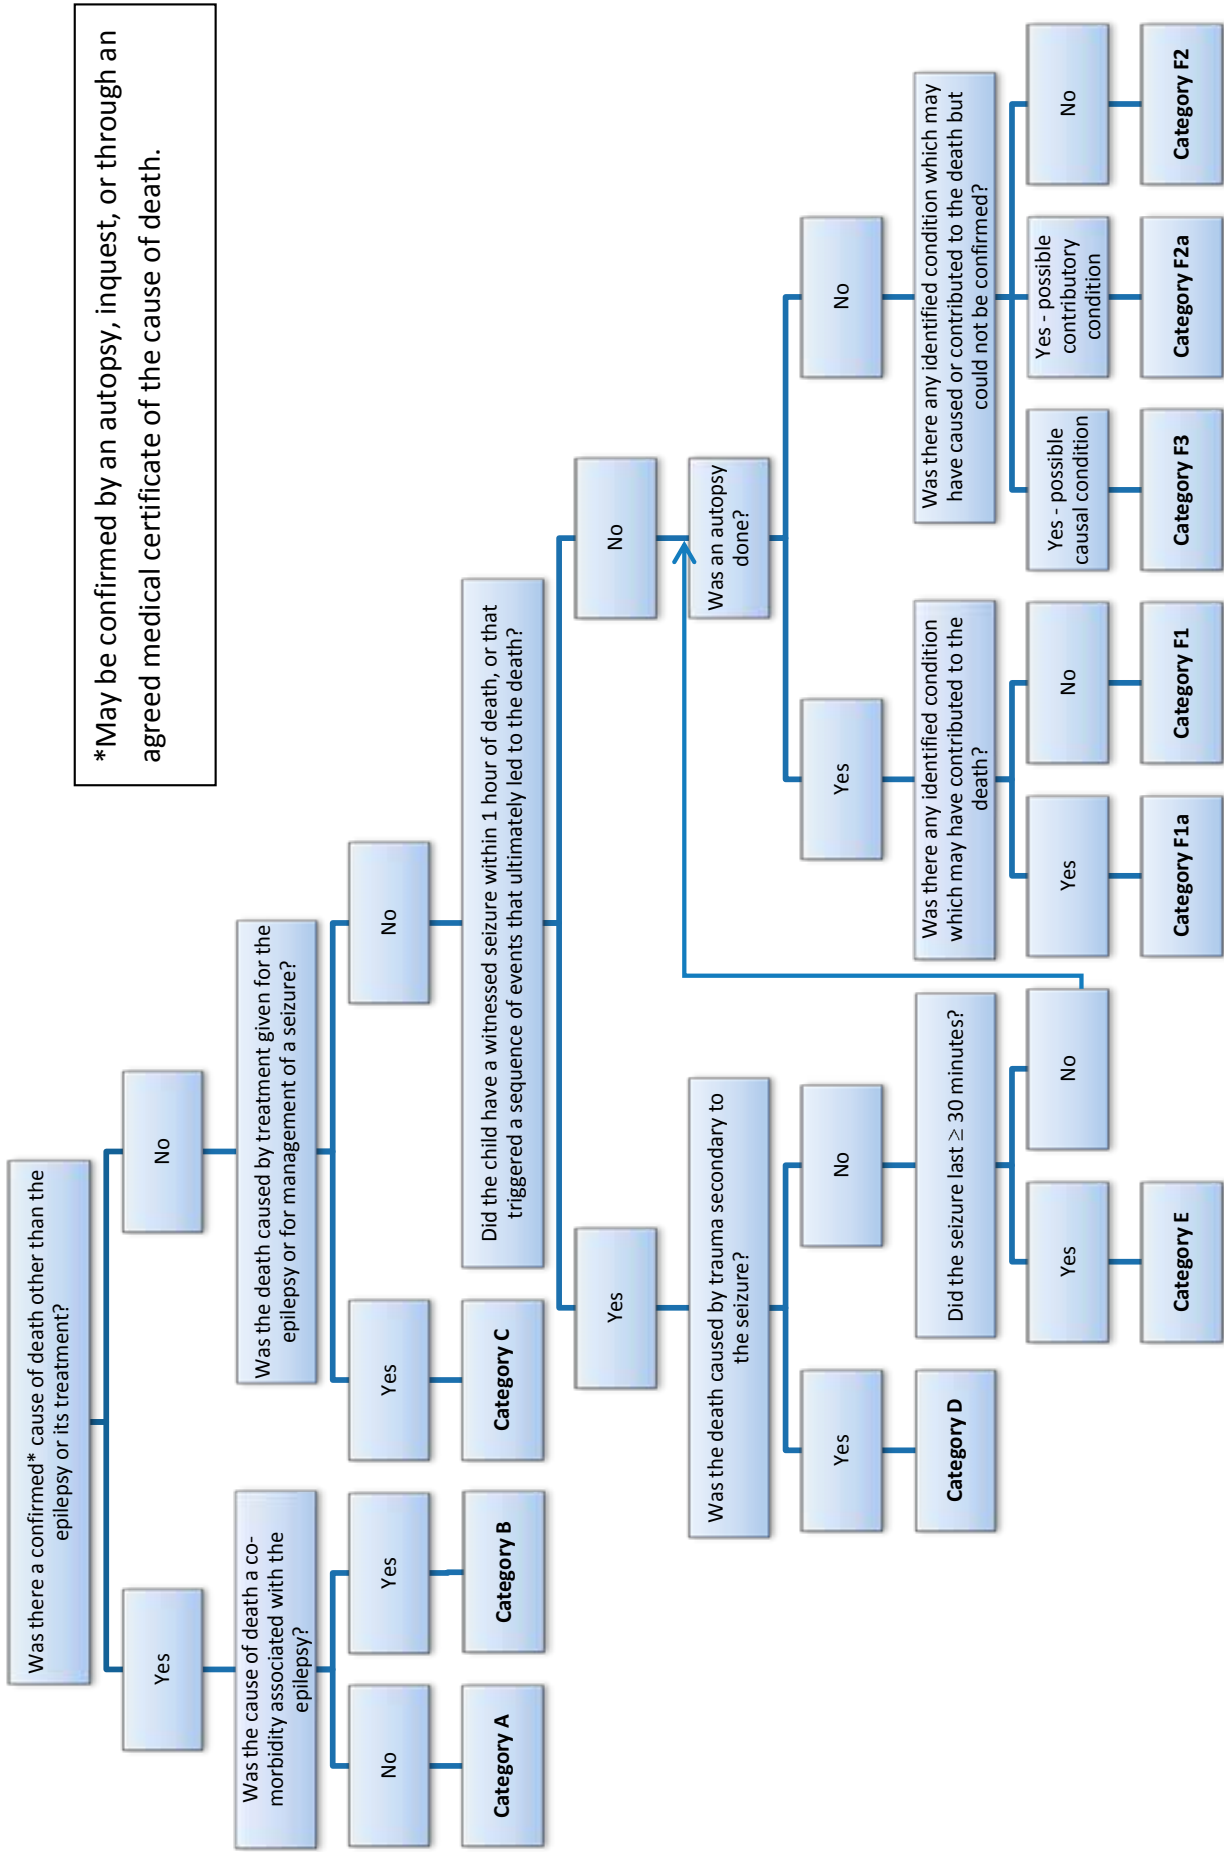 *May be confirmed by an autopsy, inquest, or through an
agreed medical certificate of the cause of death.
Was there a confirmed* cause of death other than the
epilepsy or its treatment?
Yes
No
Was the cause of death a co-
morbidity associated with the
epilepsy?
Was the death caused by treatment given for the
epilepsy or for management of a seizure?
No
Yes
Yes
No
Category A
Category B
Category C
Did the child have a witnessed seizure within 1 hour of death, or that
triggered a sequence of events that ultimately led to the death?
Yes
No
Was the death caused by trauma secondary to
the seizure?
Was an autopsy
done?
Yes
No
Yes
No
Category D
Did the seizure last ≥ 30 minutes?
Was there any identified condition
which may have contributed to the
death?
Was there any identified condition which may
have caused or contributed to the death but
could not be confirmed?
Yes
No
Yes
No
Yes - possible
causal condition
Yes - possible
contributory
condition
No
Category E
Category F1a
Category F1
Category F3
Category F2a
Category F2